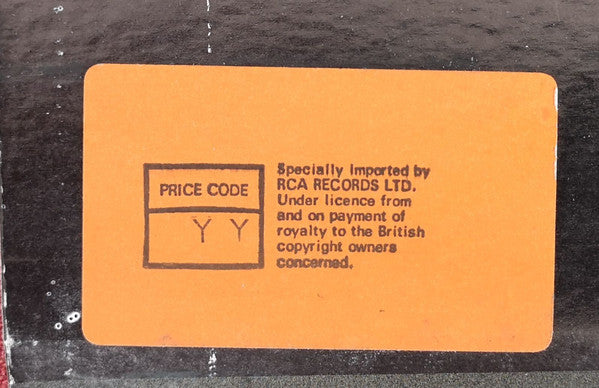 PRICE CODE
Y Y
Specially Imported by
RCA RECORDS LTD.
Under licence from
and on payment of
royalty to the British
copyright owners
concerned.